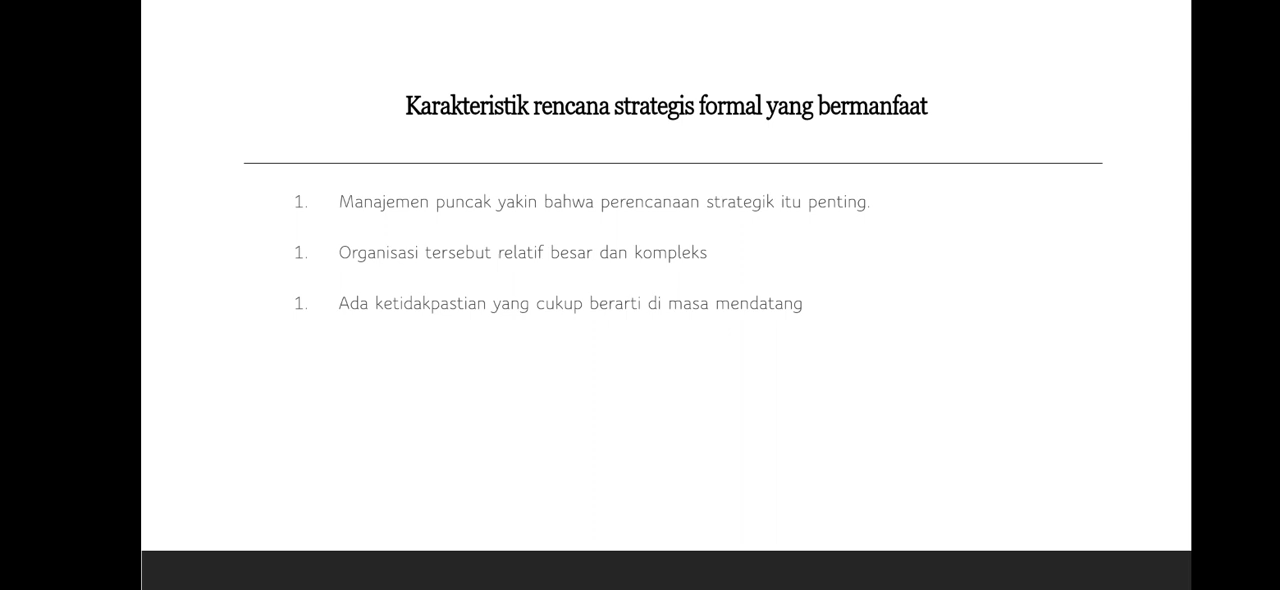 Karakteristik rencana strategis formal yang bermanfaat
1. Manajemen puncak yakin bahwa perencanaan strategik itu penting.
1. Organisasi tersebut relatif besar dan kompleks
1. Ada ketidakpastian yang cukup berarti di masa mendatang